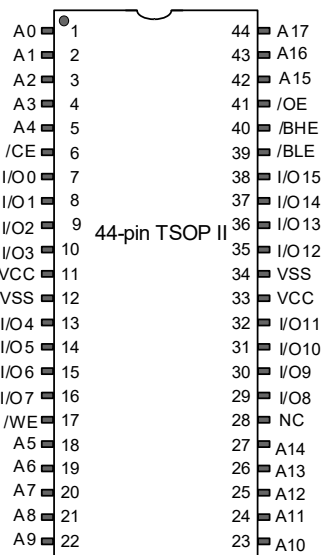 A0 1 44 A17
A1 2 43 A16
A2 3 42 A15
A3 4 41 /OE
A4 5 40 /BHE
/CE 6 39 /BLE
I/O0 7 38 I/O15
I/O1 8 37 I/O14
I/O2 9 44-pin TSOP II 36 I/O13
I/O3 10 35 I/O12
VCC 11 34 VSS
VSS 12 33 VCC
I/O4 13 32 I/O11
I/O5 14 31 I/O10
I/O6 15 30 I/O9
I/O7 16 29 I/O8
/WE 17 28 NC
A5 18 27 A14
A6 19 26 A13
A7 20 25 A12
A8 21 24 A11
A9 22 23 A10